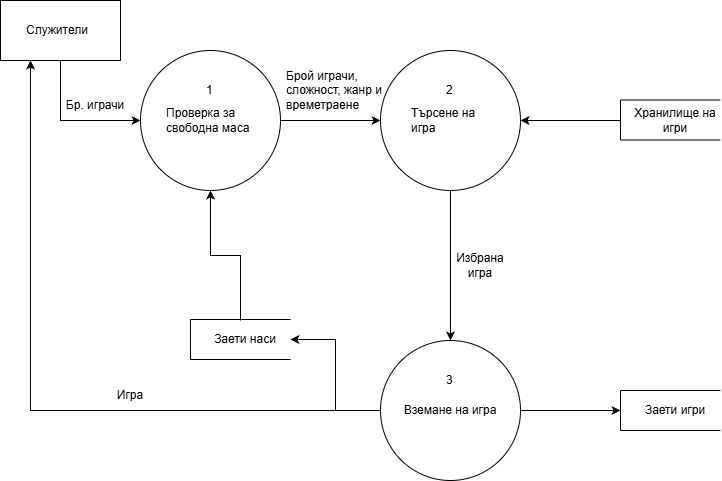 Служители
Бр. играчи
1
Проверка за
свободна маса
Брой играчи,
сложност, жанр и
времетраене
2
Търсене на
игра
Хранилище на
игри
Избрана
игра
Заети наси
Игра
3
Вземане на игра
Заети игри